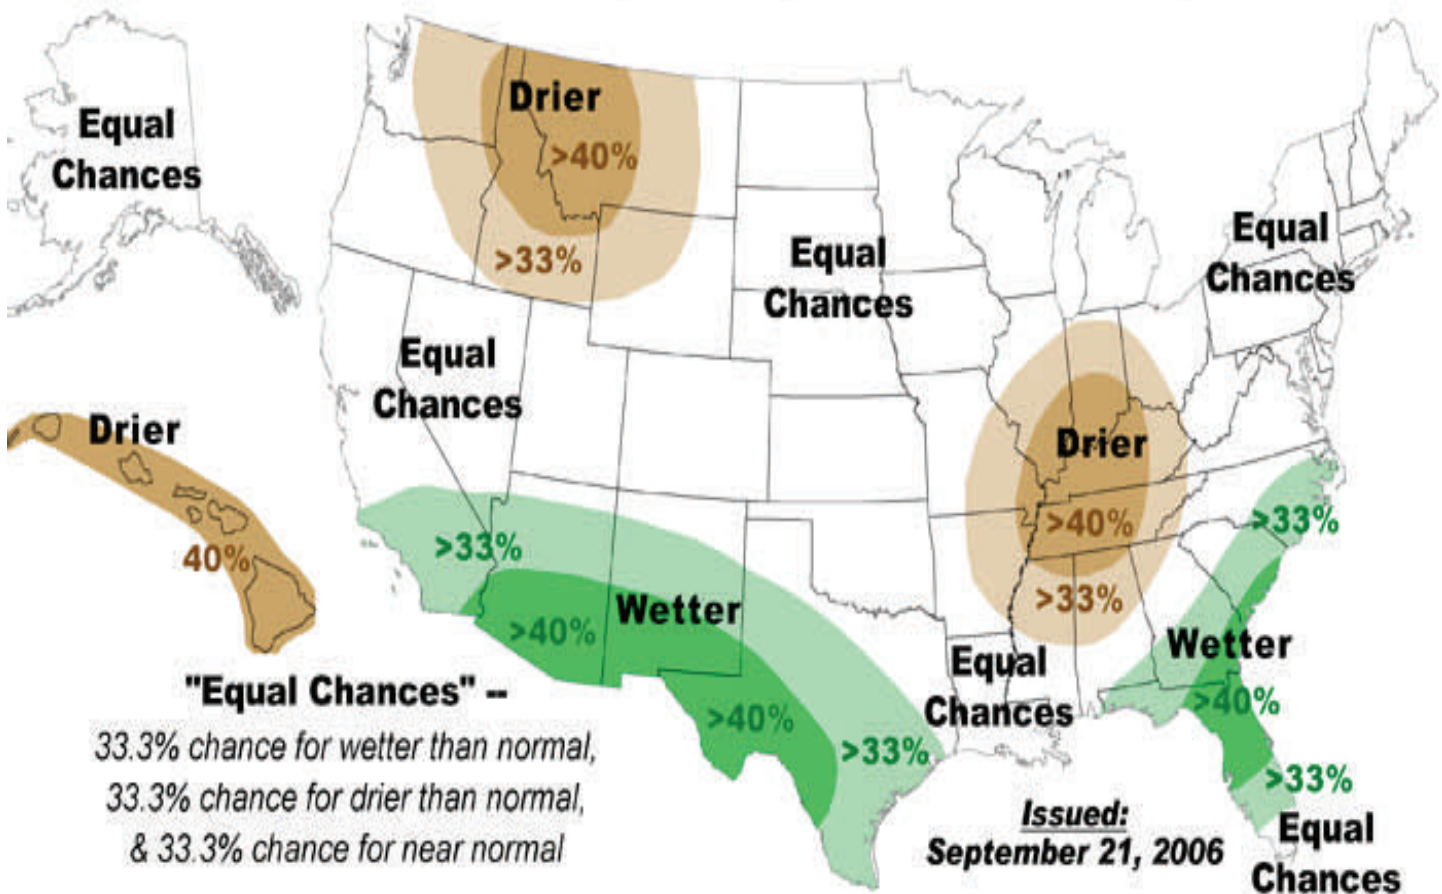 Drier
>40%
>33%
Equal
Chances
Equal
Chances
Equal
Chances
Equal
Chances
Drier
40%
Drier
>40%
>33%
>33%
>40%
Wetter
>40%
>33%
>33%
Wetter
>40%
>33%
Equal
Chances
Equal
Chances
"Equal Chances" --
33.3% chance for wetter than normal,
33.3% chance for drier than normal,
& 33.3% chance for near normal
Issued:
September 21, 2006